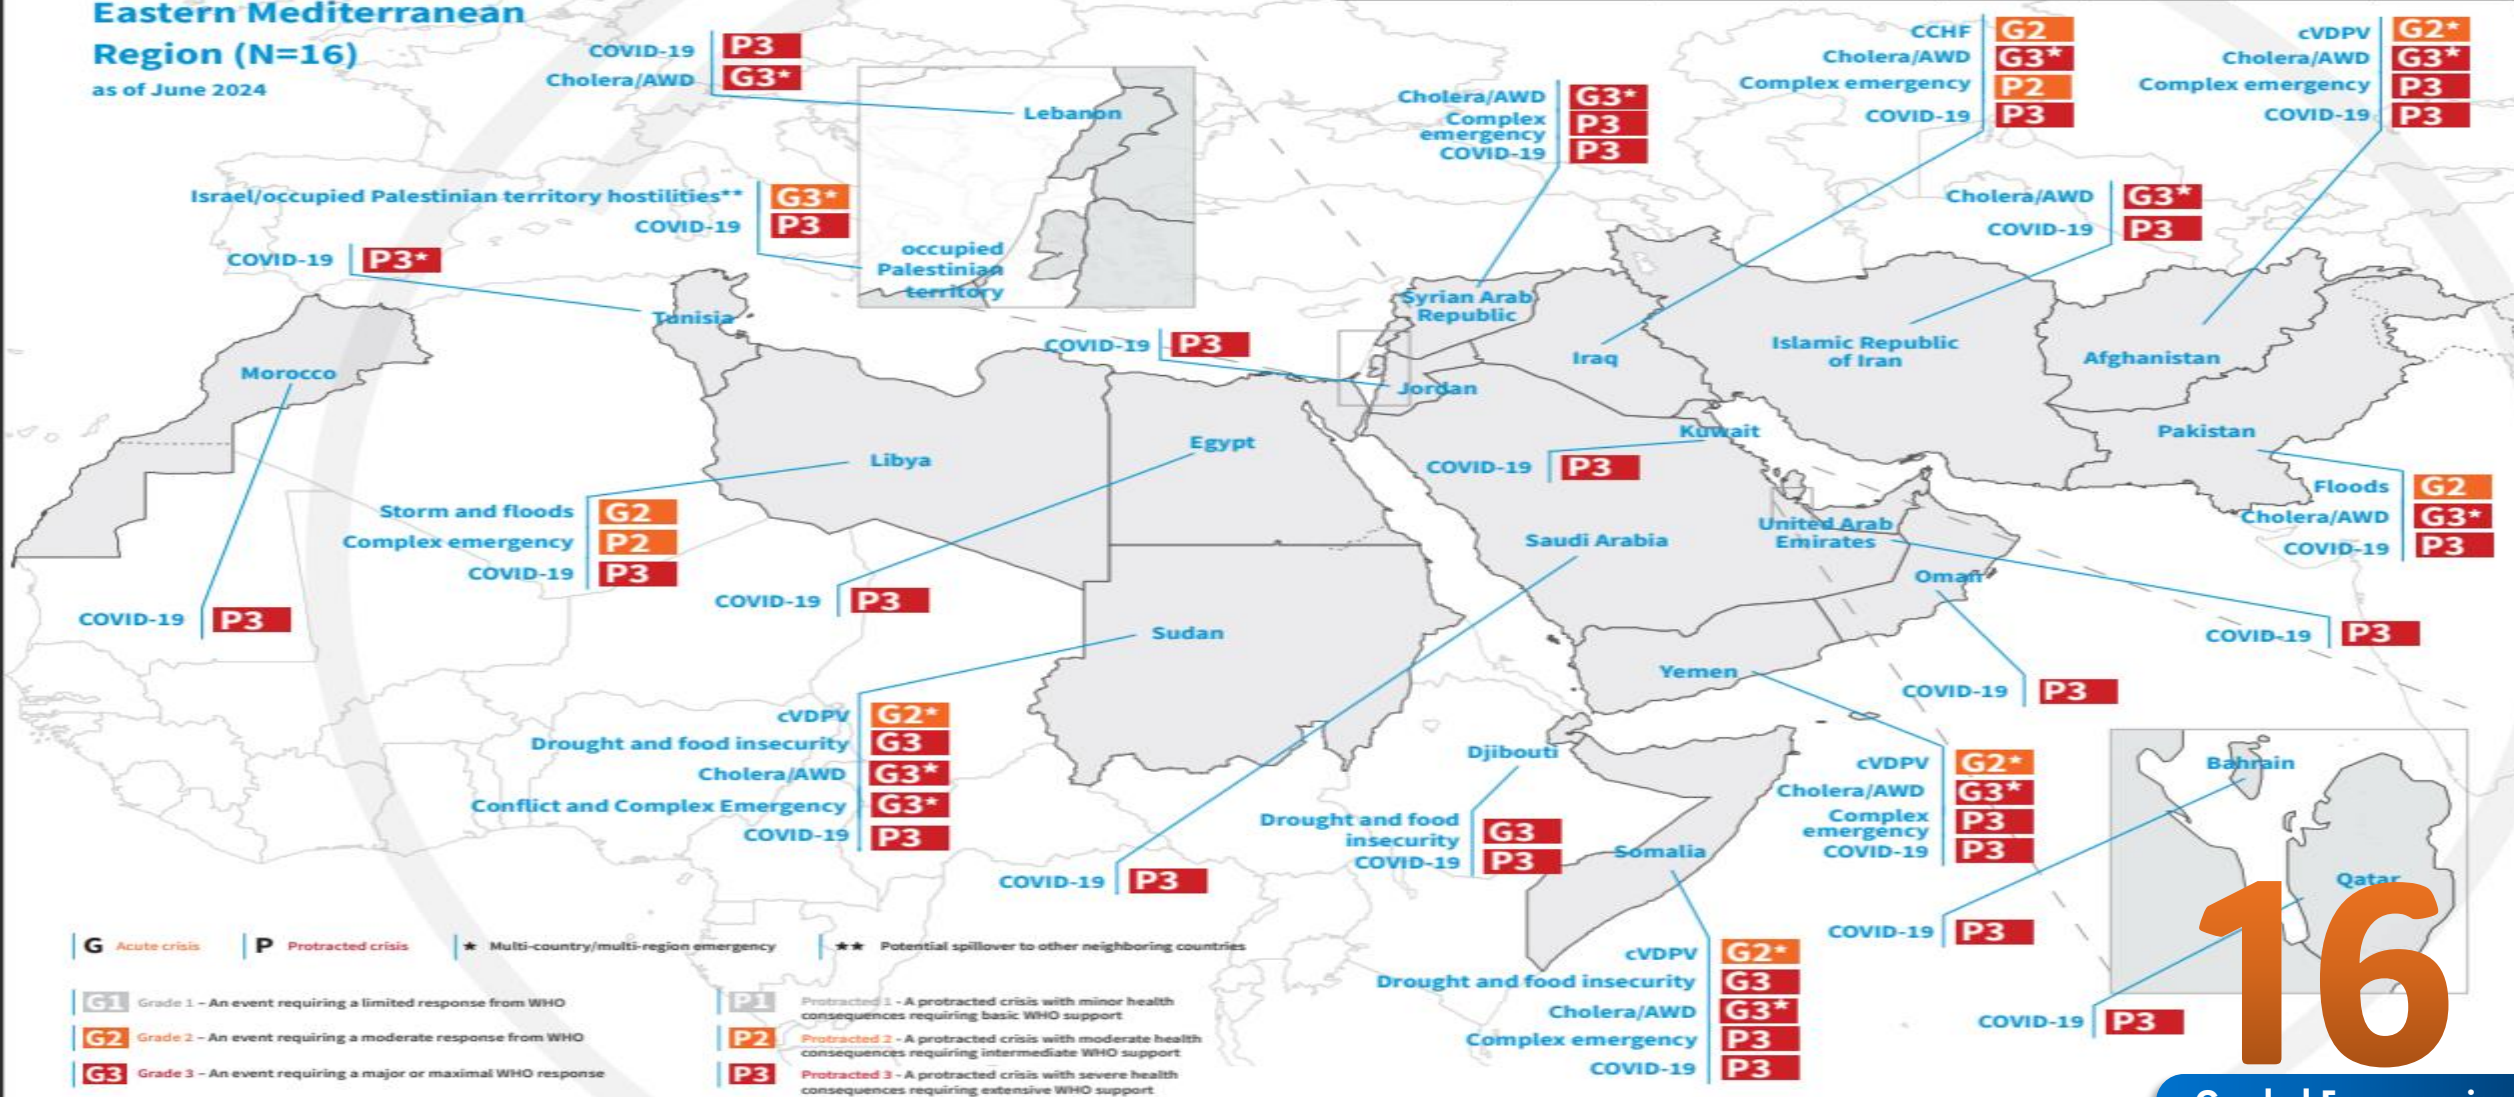 Eastern Mediterranean
Region (N=16)
as of June 2024
COVID-19 P3
Cholera/AWD G3*
Lebanon
Israel/occupied Palestinian territory hostilities** G3*
COVID-19 P3
occupied
Palestinian
territory
COVID-19 P3*
Tunisia
Cholera/AWD G3*
Complex
emergency P3
COVID-19 P3
Syrian Arab
Republic
CCHF G2
Cholera/AWD G3*
Complex emergency P2
COVID-19 P3
Iraq
cVDPV G2*
Cholera/AWD G3*
Complex emergency P3
COVID-19 P3
Afghanistan
Cholera/AWD G3*
COVID-19 P3
Islamic Republic
of Iran
Morocco
COVID-19 P3
COVID-19 P3
Jordan
Libya
Storm and floods G2
Complex emergency P2
COVID-19 P3
Egypt
COVID-19 P3
Kuwait
COVID-19 P3
Pakistan
Floods G2
Cholera/AWD G3*
COVID-19 P3
Saudi Arabia
COVID-19 P3
United Arab
Emirates
COVID-19 P3
Oman
COVID-19 P3
Sudan
cVDPV G2*
Drought and food insecurity G3
Cholera/AWD G3*
Conflict and Complex Emergency G3*
COVID-19 P3
Yemen
cVDPV G2*
Cholera/AWD G3*
Complex
emergency P3
COVID-19 P3
Djibouti
Drought and food
insecurity G3
COVID-19 P3
Somalia
cVDPV G2*
Drought and food insecurity G3
Cholera/AWD G3*
Complex emergency P3
COVID-19 P3
Bahrain
COVID-19 P3
Qatar
COVID-19 P3
16
G Acute crisis
P Protracted crisis
★ Multi-country/multi-region emergency
★★ Potential spillover to other neighboring countries
G1 Grade 1 – An event requiring a limited response from WHO
G2 Grade 2 – An event requiring a moderate response from WHO
G3 Grade 3 – An event requiring a major or maximal WHO response
P1 Protracted 1 - A protracted crisis with minor health
consequences requiring basic WHO support
P2 Protracted 2 - A protracted crisis with moderate health
consequences requiring intermediate WHO support
P3 Protracted 3 - A protracted crisis with severe health
consequences requiring extensive WHO support